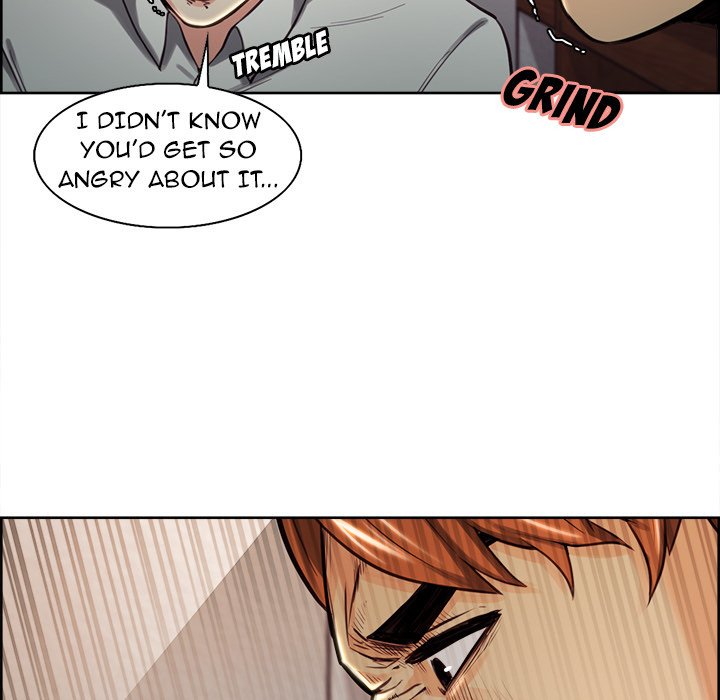 TREMBLE
GRIND
I DIDN'T KNOW
YOU'D GET SO
ANGRY ABOUT IT...